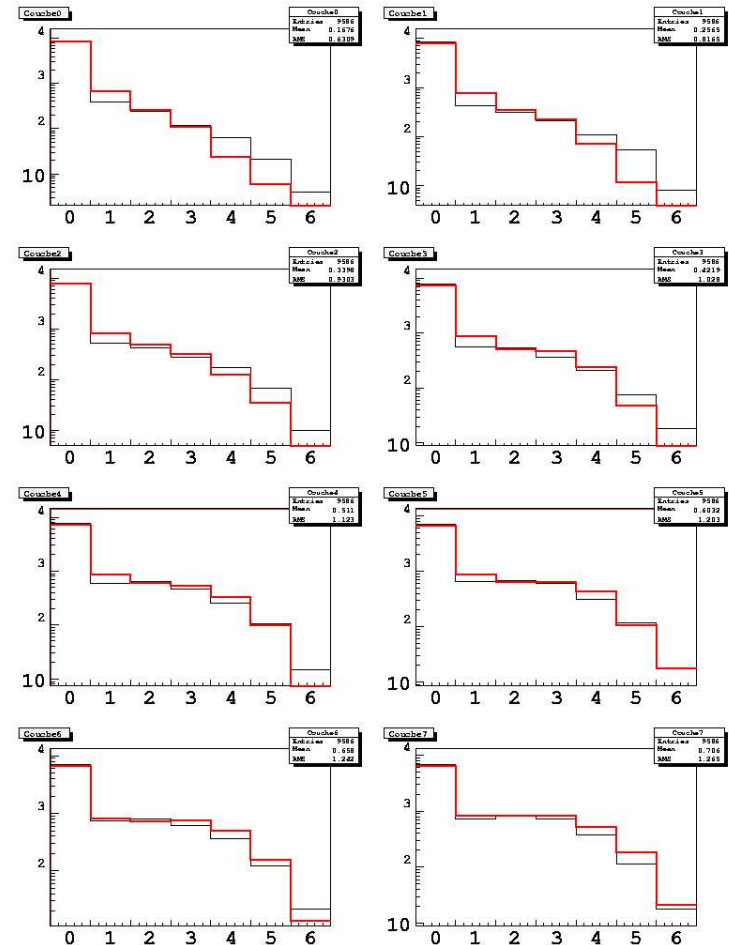 Couche0
Couche0
Entries 9586
Mean 0.1676
RMS 0.6309
4
3
2
10
0 1 2 3 4 5 6
Couche1
Couche1
Entries 9586
Mean 0.2565
RMS 0.8165
4
3
2
10
0 1 2 3 4 5 6
Couche2
Couche2
Entries 9586
Mean 0.3398
RMS 0.9303
4
3
2
10
0 1 2 3 4 5 6
Couche3
Couche3
Entries 9586
Mean 0.4219
RMS 1.028
4
3
2
10
0 1 2 3 4 5 6
Couche4
Couche4
Entries 9586
Mean 0.511
RMS 1.123
4
3
2
10
0 1 2 3 4 5 6
Couche5
Couche5
Entries 9586
Mean 0.6032
RMS 1.203
4
3
2
10
0 1 2 3 4 5 6
Couche6
Couche6
Entries 9586
Mean 0.658
RMS 1.242
4
3
2
0 1 2 3 4 5 6
Couche7
Couche7
Entries 9586
Mean 0.706
RMS 1.265
4
3
2
10
0 1 2 3 4 5 6